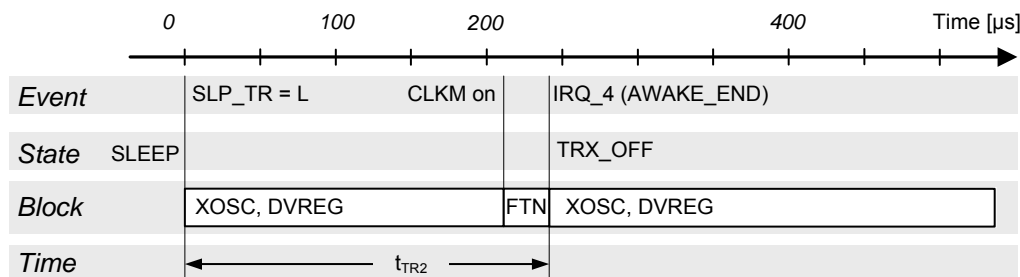 0 100 200 400 Time [µs]
Event SLP_TR = L CLKM on IRQ_4 (AWAKE_END)
State SLEEP TRX_OFF
Block XOSC, DVREG FTN XOSC, DVREG
Time tTR2